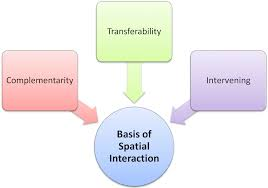 Transferability
Complementarity
Intervening
Basis of
Spatial
Interaction